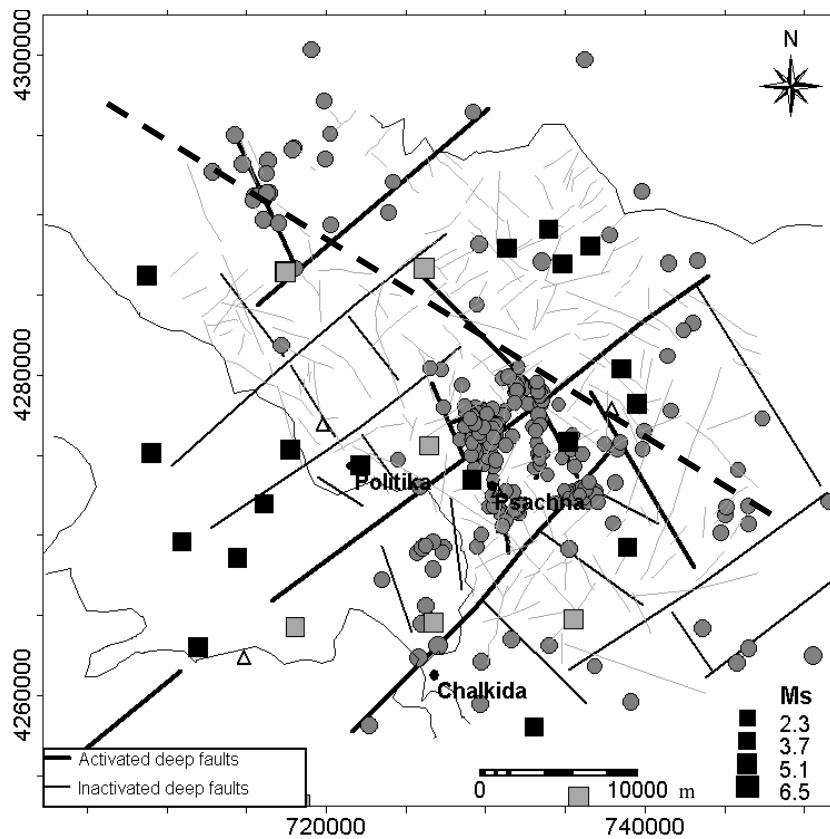 N
4300000
4280000
4260000
Politika
Psachna
Chalkida
Ms
2.3
3.7
5.1
6.5
Activated deep faults
Inactivated deep faults
0 10000 m
720000 740000